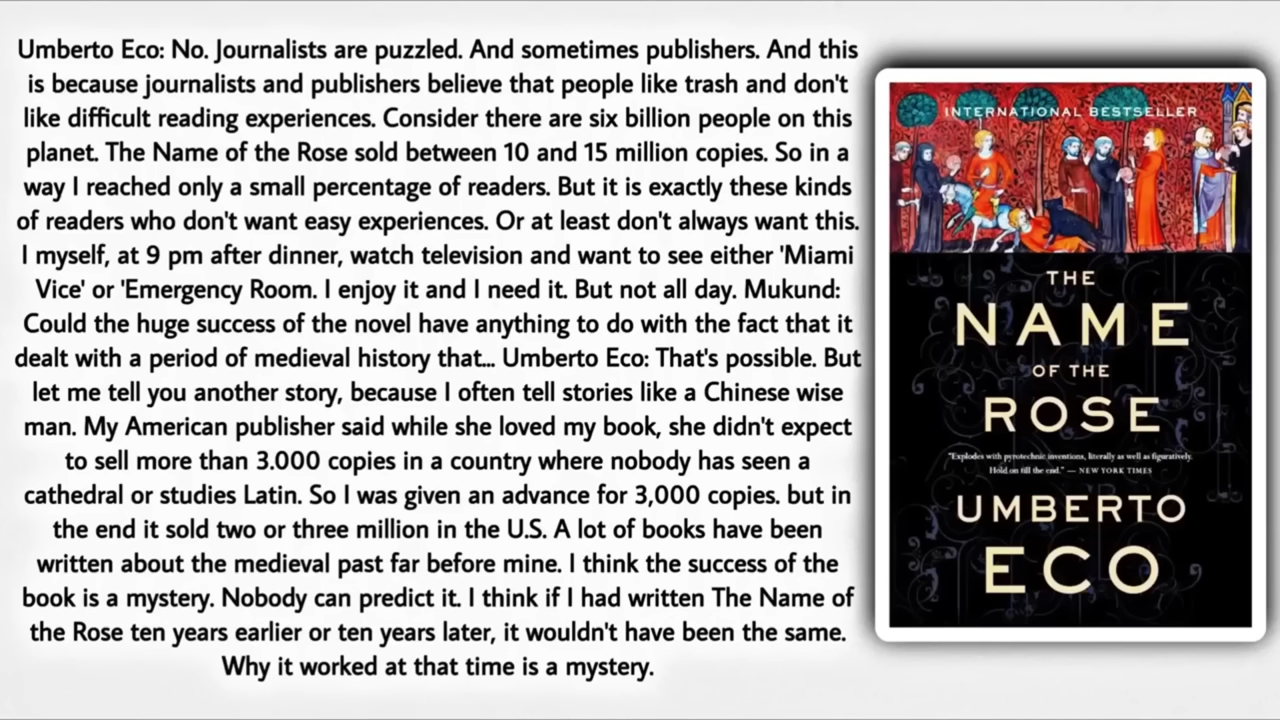 Umberto Eco: No. Journalists are puzzled. And sometimes publishers. And this
is because journalists and publishers believe that people like trash and don't
like difficult reading experiences. Consider there are six billion people on this
planet. The Name of the Rose sold between 10 and 15 million copies. So in a
way I reached only a small percentage of readers. But it is exactly these kinds
of readers who don't want easy experiences. Or at least don't always want this.
I myself, at 9 pm after dinner, watch television and want to see either 'Miami
Vice' or 'Emergency Room. I enjoy it and I need it. But not all day. Mukund:
Could the huge success of the novel have anything to do with the fact that it
dealt with a period of medieval history that... Umberto Eco: That's possible. But
let me tell you another story, because I often tell stories like a Chinese wise
man. My American publisher said while she loved my book, she didn't expect
to sell more than 3.000 copies in a country where nobody has seen a
cathedral or studies Latin. So I was given an advance for 3,000 copies. but in
the end it sold two or three million in the U.S. A lot of books have been
written about the medieval past far before mine. I think the success of the
book is a mystery. Nobody can predict it. I think if I had written The Name of
the Rose ten years earlier or ten years later, it wouldn't have been the same.
Why it worked at that time is a mystery.
INTERNATIONAL BESTSELLER
THE
NAME
OF THE
ROSE
"Explodes with pyrotechnic inventions, literally as well as figuratively.
Hold on till the end." — NEW YORK TIMES
UMBERTO
ECO